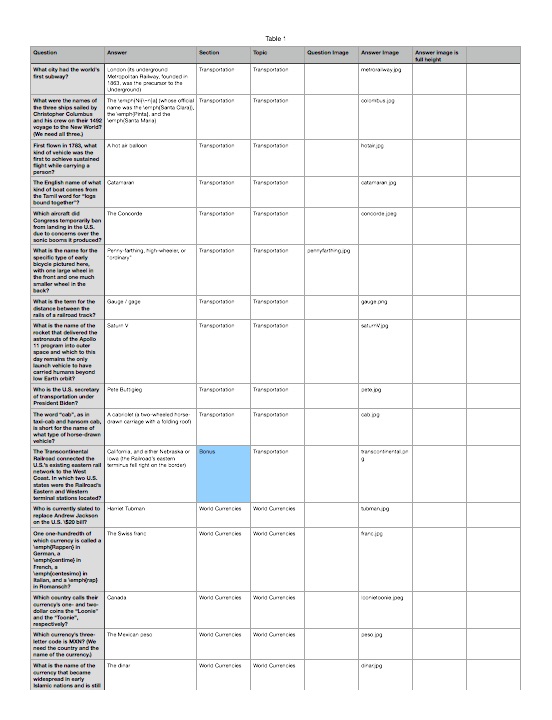 Table 1
Question Answer Section Topic Question Image Answer Image Answer image is
full height
What city had the world's
first subway?
London (its underground
Metropolitan Railway, founded in
1863, was the precursor to the
Underground)
Transportation
Transportation
metrorailway.jpg
What were the names of
the three ships sailed by
Christopher Columbus
and his crew on their 1492
voyage to the New World?
(We need all three.)
The \emph{Ni\~n{a} (whose official
name was the \emph{Santa Clara}),
the \emph{Pinta}, and the
\emph{Santa Maria}
Transportation
Transportation
colombus.jpg
First flown in 1783, what
kind of vehicle was the
first to achieve sustained
flight while carrying a
person?
A hot air balloon
Transportation
Transportation
hotair.jpg
The English name of what
kind of boat comes from
the Tamil word for "logs
bound together"?
Catamaran
Transportation
Transportation
catamaran.jpg
Which aircraft did
Congress temporarily ban
from landing in the U.S.
due to concerns over the
sonic booms it produced?
The Concorde
Transportation
Transportation
concorde.jpeg
What is the name for the
specific type of early
bicycle pictured here,
with one large wheel in
the front and one much
smaller wheel in the
back?
Penny-farthing, high-wheeler, or
"ordinary"
Transportation
Transportation
pennyfarthing.jpg
What is the term for the
distance between the
rails of a railroad track?
Gauge / gage
Transportation
Transportation
gauge.png
What is the name of the
rocket that delivered the
astronauts of the Apollo
11 program into outer
space and which to this
day remains the only
launch vehicle to have
carried humans beyond
low Earth orbit?
Saturn V
Transportation
Transportation
saturnV.jpg
Who is the U.S. secretary
of transportation under
President Biden?
Pete Buttigieg
Transportation
Transportation
pete.jpg
The word "cab", as in
taxi-cab and hansom cab,
is short for the name of
what type of horse-drawn
vehicle?
A cabriolet (a two-wheeled horse-
drawn carriage with a folding roof)
Transportation
Transportation
cab.jpg
The Transcontinental
Railroad connected the
U.S.'s existing eastern rail
network to the West
Coast. In which two U.S.
states were the Railroad's
Eastern and Western
terminal stations located?
California, and either Nebraska or
Iowa (the Railroad's eastern
terminus fell right on the border)
Bonus
Transportation
transcontinental.pn
g
Who is currently slated to
replace Andrew Jackson
on the U.S. \$20 bill?
Harriet Tubman
World Currencies
World Currencies
tubman.jpg
One one-hundredth of
which currency is called a
\emph{Rappen} in
German, a
\emph{centime} in
French, a
\emph{centesimo} in
Italian, and a \emph{rap}
in Romansch?
The Swiss franc
World Currencies
World Currencies
franc.jpg
Which country calls their
currency's one- and two-
dollar coins the "Loonie"
and the "Toonie",
respectively?
Canada
World Currencies
World Currencies
loonietoonie.jpeg
Which currency's three-
letter code is MXN? (We
need the country and the
name of the currency.)
The Mexican peso
World Currencies
World Currencies
peso.jpg
What is the name of the
currency that became
widespread in early
Islamic nations and is still
The dinar
World Currencies
World Currencies
dinar.jpg